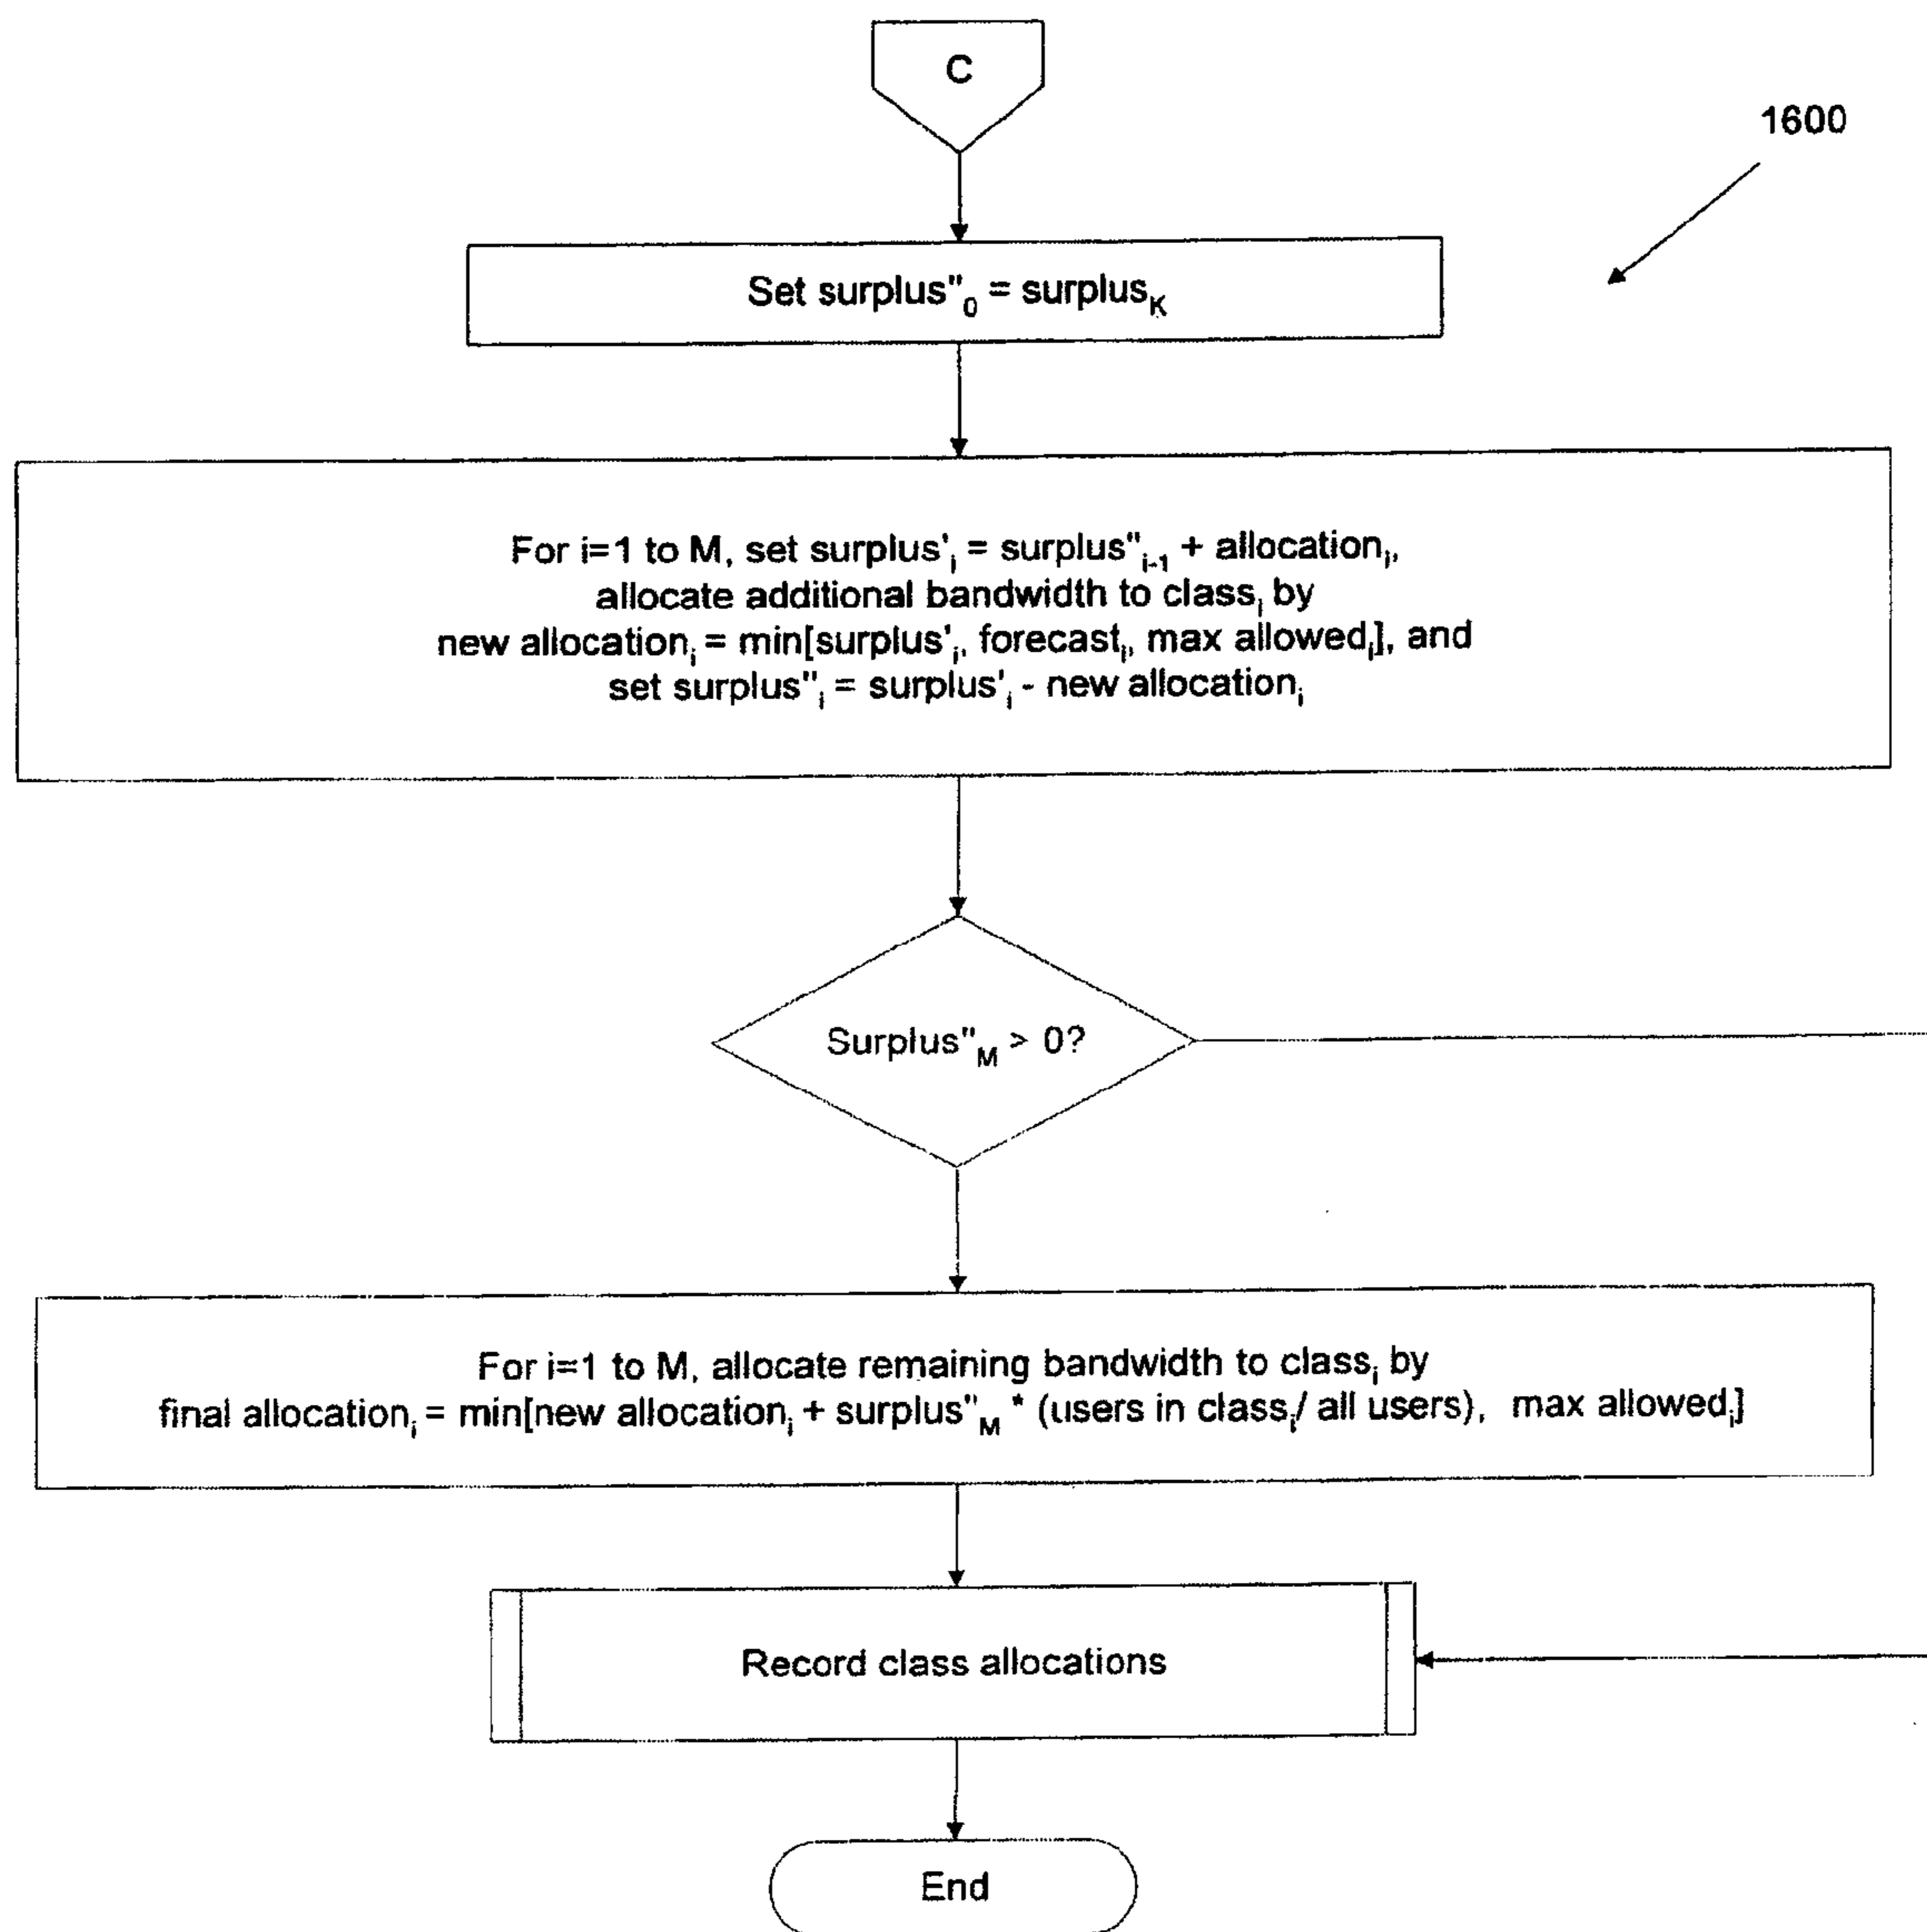 C
1600
Set surplus"₀ = surplusK
For i=1 to M, set surplus'ᵢ = surplus"ᵢ₋₁ + allocationᵢ,
allocate additional bandwidth to classᵢ by
new allocationᵢ = min[surplus'ᵢ, forecastᵢ, max allowedᵢ], and
set surplus"ᵢ = surplus'ᵢ - new allocationᵢ
Surplus"M > 0?
For i=1 to M, allocate remaining bandwidth to classᵢ by
final allocationᵢ = min[new allocationᵢ + surplus"M * (users in classᵢ/ all users), max allowedᵢ]
Record class allocations
End